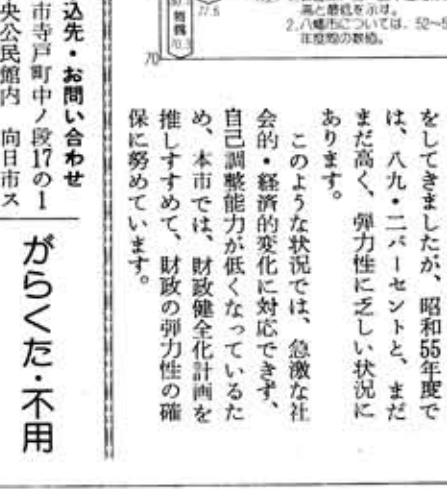 高と最低を示す。
2.八幡市については、52〜5
年度間の数値。
77.6
舞鶴
70.3
70
をしてきましたが、昭和55年度で
は、八九・二パーセントと、まだ
まだ高く、弾力性に乏しい状況に
あります。
このような状況では、急激な社
会的・経済的変化に対応できず、
自己調整能力が低くなっているた
め、本市では、財政健全化計画を
推しすすめて、財政の弾力性の確
保に努めています。
込先・お問い合わせ
市寺戸町中ノ段17の1
央公民館内 向日市ス
がらくた・不用